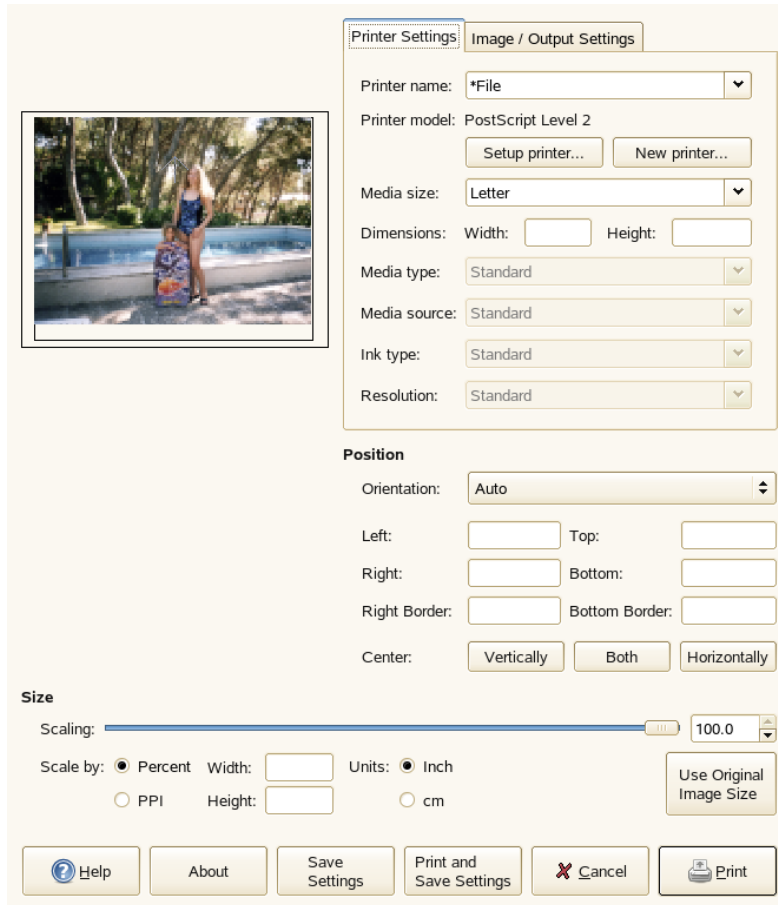 Printer Settings
Image / Output Settings
Printer name:
*File
Printer model:
PostScript Level 2
Setup printer...
New printer...
Media size:
Letter
Dimensions:
Width:
Height:
Media type:
Standard
Media source:
Standard
Ink type:
Standard
Resolution:
Standard
Position
Orientation:
Auto
Left:
Top:
Right:
Bottom:
Right Border:
Bottom Border:
Center:
Vertically
Both
Horizontally
Size
Scaling:
100.0
Scale by:
Percent
Width:
Units:
Inch
Use Original
Image Size
PPI
Height:
cm
Help
About
Save
Settings
Print and
Save Settings
Cancel
Print